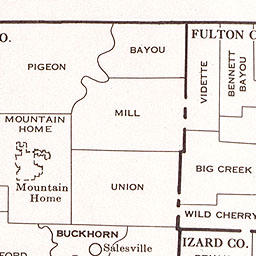 O.
FULTON C
BAYOU
PIGEON
VIDETTE
BENNETT
BAYOU
MOUNTAIN
HOME
MILL
BIG CREEK
Mountain
Home
UNION
WILD CHERRY
BUCKHORN
IZARD CO.
Salesville
FORD